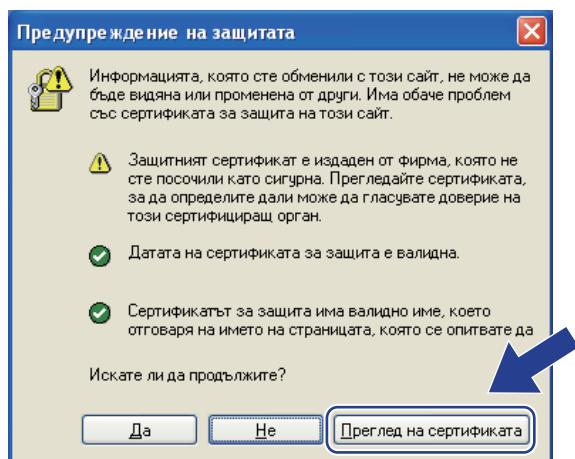 Предупреждение на защитата
Информацията, която сте обменили с този сайт, не може да
бъде видяна или променена от други. Има обаче проблем
със сертификата за защита на този сайт.
Защитният сертификат е издаден от фирма, която не
сте посочили като сигурна. Прегледайте сертификата,
за да определите дали може да гласувате доверие на
този сертифициращ орган.
Датата на сертификата за защита е валидна.
Сертификатът за защита има валидно име, което
отговаря на името на страницата, която се опитвате да
Искате ли да продължите?
Да Не Преглед на сертификата